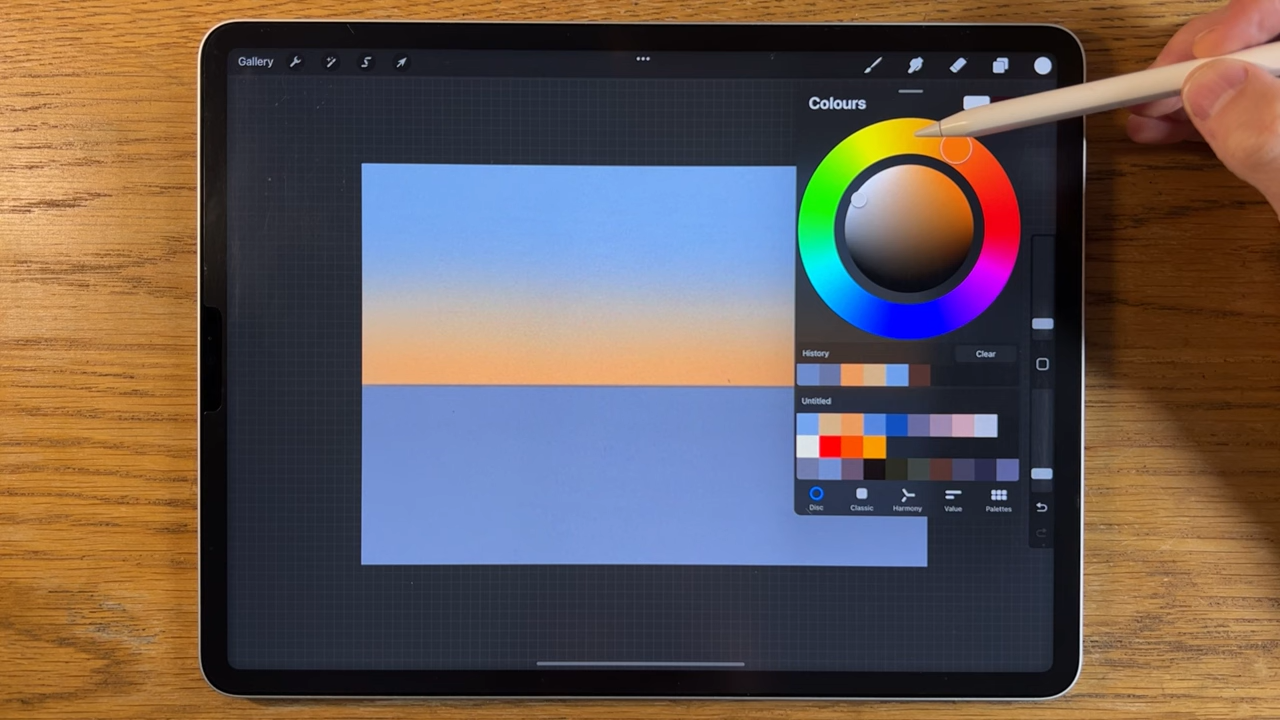 Gallery
Colours
History
Clear
Untitled
Disc
Classic
Harmony
Value
Palettes